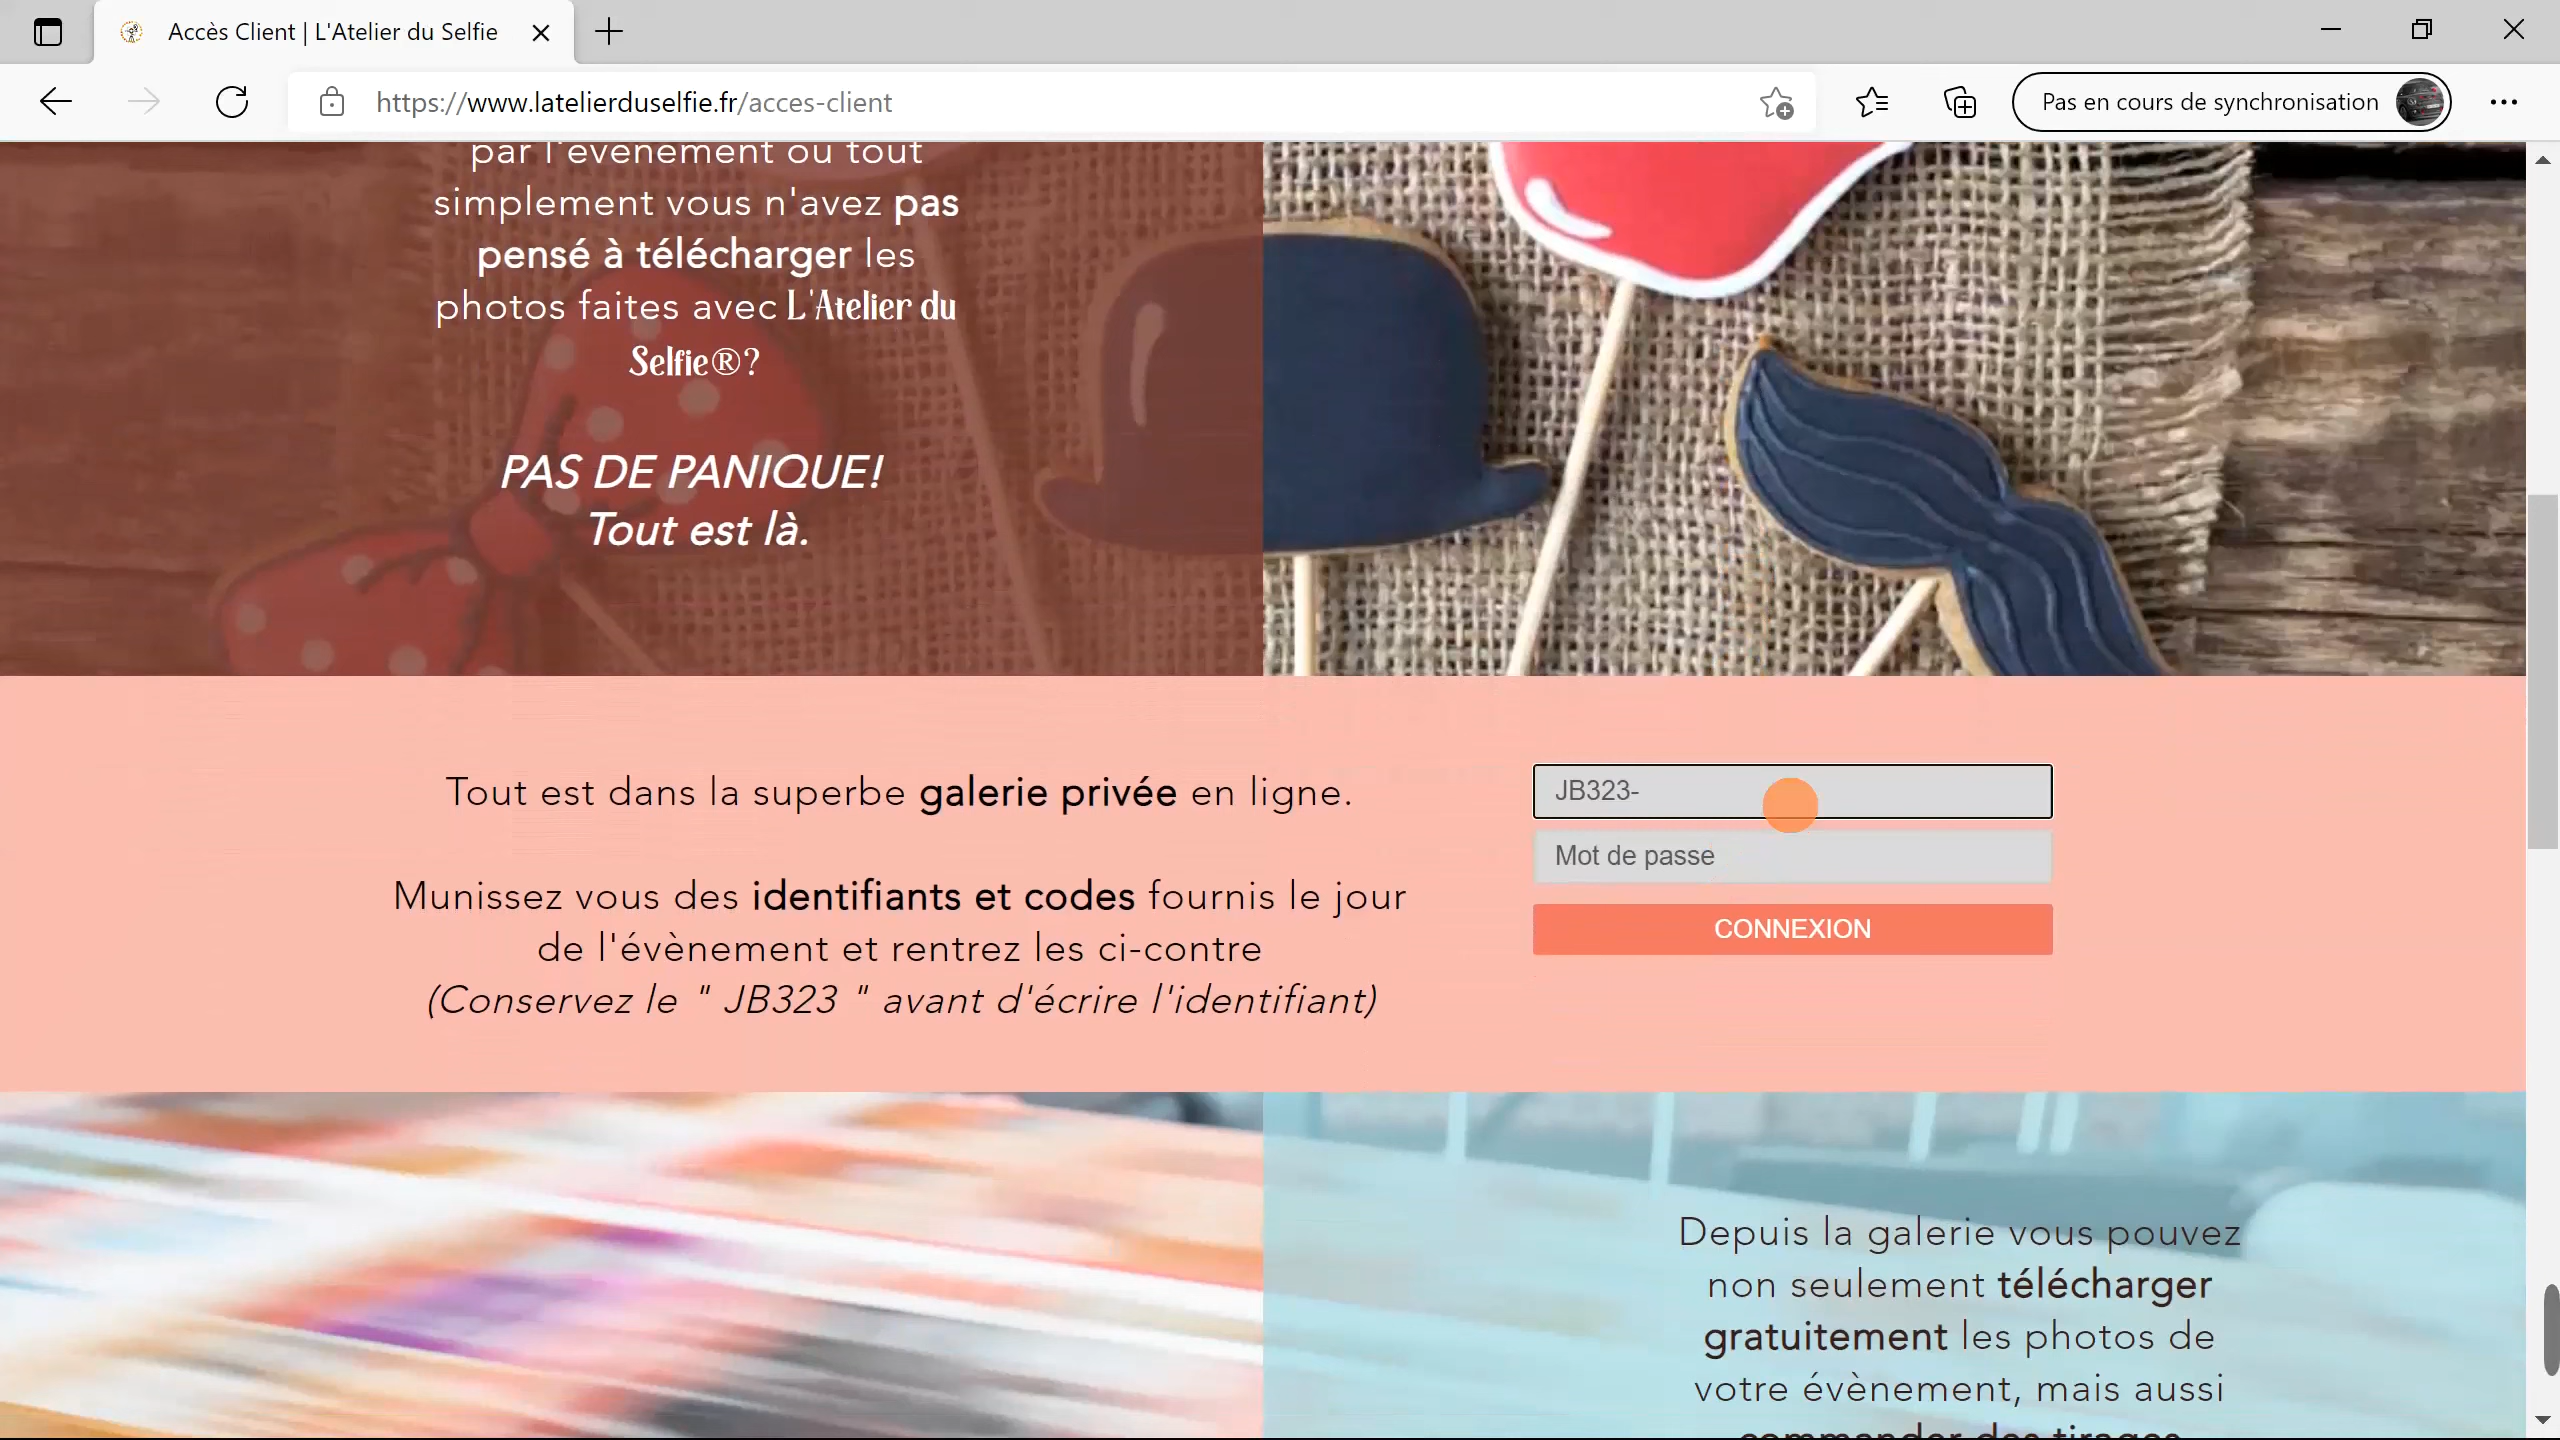 Accès Client | L'Atelier du Selfie
https://www.latelierduselfie.fr/acces-client
Pas en cours de synchronisation
par l'évènement ou tout
simplement vous n'avez pas
pensé à télécharger les
photos faites avec L'Atelier du
Selfie®?
PAS DE PANIQUE!
Tout est là.
Tout est dans la superbe galerie privée en ligne.
Munissez vous des identifiants et codes fournis le jour
de l'évènement et rentrez les ci-contre
(Conservez le " JB323 " avant d'écrire l'identifiant)
JB323-
Mot de passe
CONNEXION
Depuis la galerie vous pouvez
non seulement télécharger
gratuitement les photos de
votre évènement, mais aussi
commander des tirages